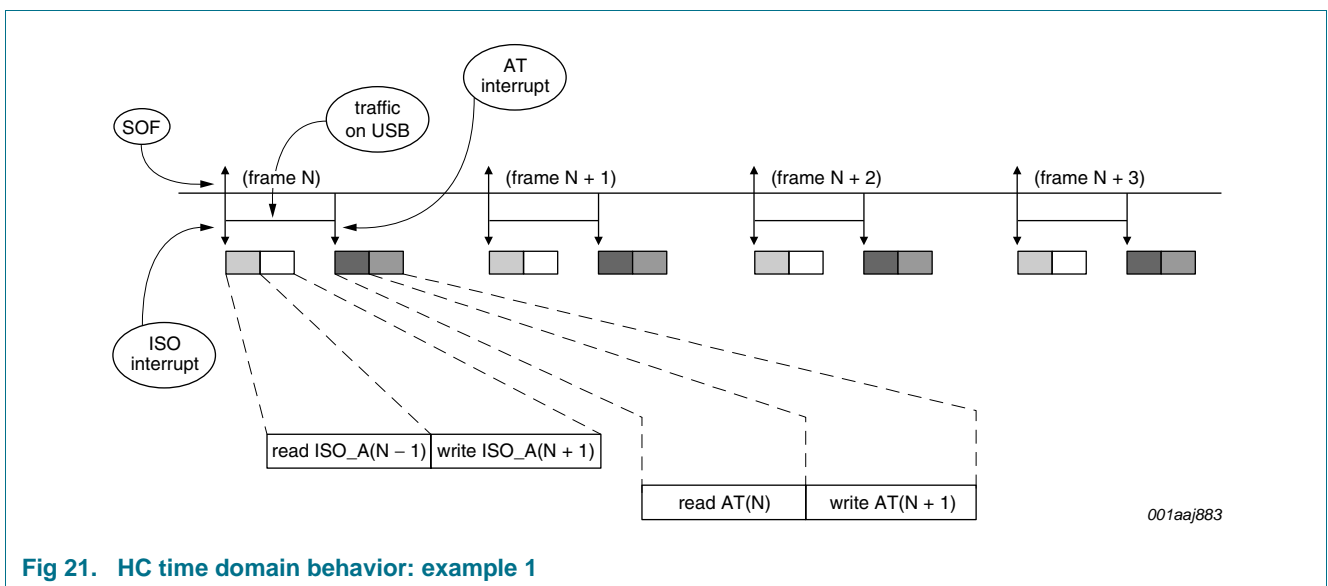 AT
interrupt
traffic
on USB
SOF
(frame N)
(frame N + 1)
(frame N + 2)
(frame N + 3)
ISO
interrupt
read ISO_A(N − 1)
write ISO_A(N + 1)
read AT(N)
write AT(N + 1)
001aaj883
Fig 21. HC time domain behavior: example 1